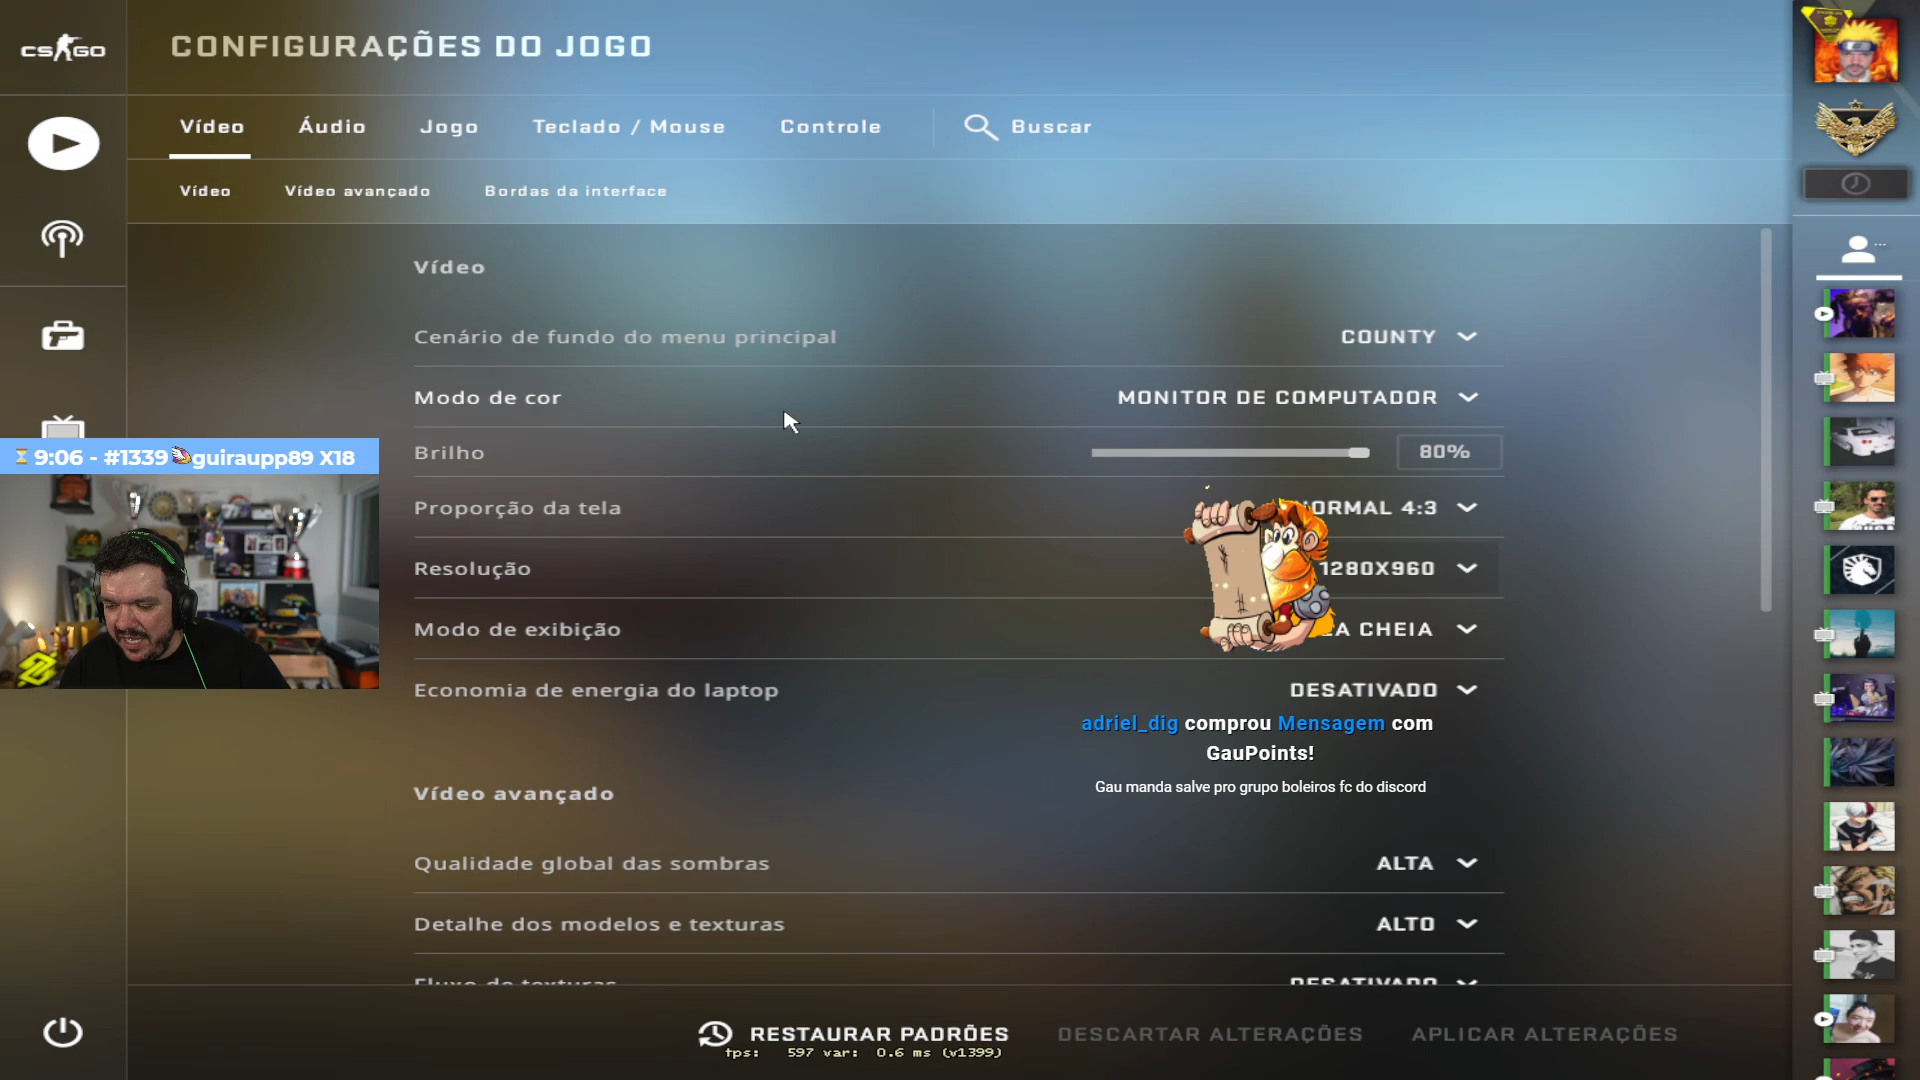 CS GO
CONFIGURAÇÕES DO JOGO
Vídeo
Áudio
Jogo
Teclado / Mouse
Controle
Buscar
Vídeo
Vídeo avançado
Bordas da interface
Vídeo
Cenário de fundo do menu principal
COUNTY
Modo de cor
MONITOR DE COMPUTADOR
Brilho
80%
9:06 - #1339 guiraupp89 X18
Proporção da tela
ORMAL 4:3
Resolução
1280X960
Modo de exibição
A CHEIA
Economia de energia do laptop
DESATIVADO
adriel_dig comprou Mensagem com
GauPoints!
Gau manda salve pro grupo boleiros fc do discord
Vídeo avançado
Qualidade global das sombras
ALTA
Detalhe dos modelos e texturas
ALTO
Fluxo de texturas
DESATIVADO
RESTAURAR PADRÕES
DESCARTAR ALTERAÇÕES
APLICAR ALTERAÇÕES
fps: 597 var: 0.6 ms (v1399)